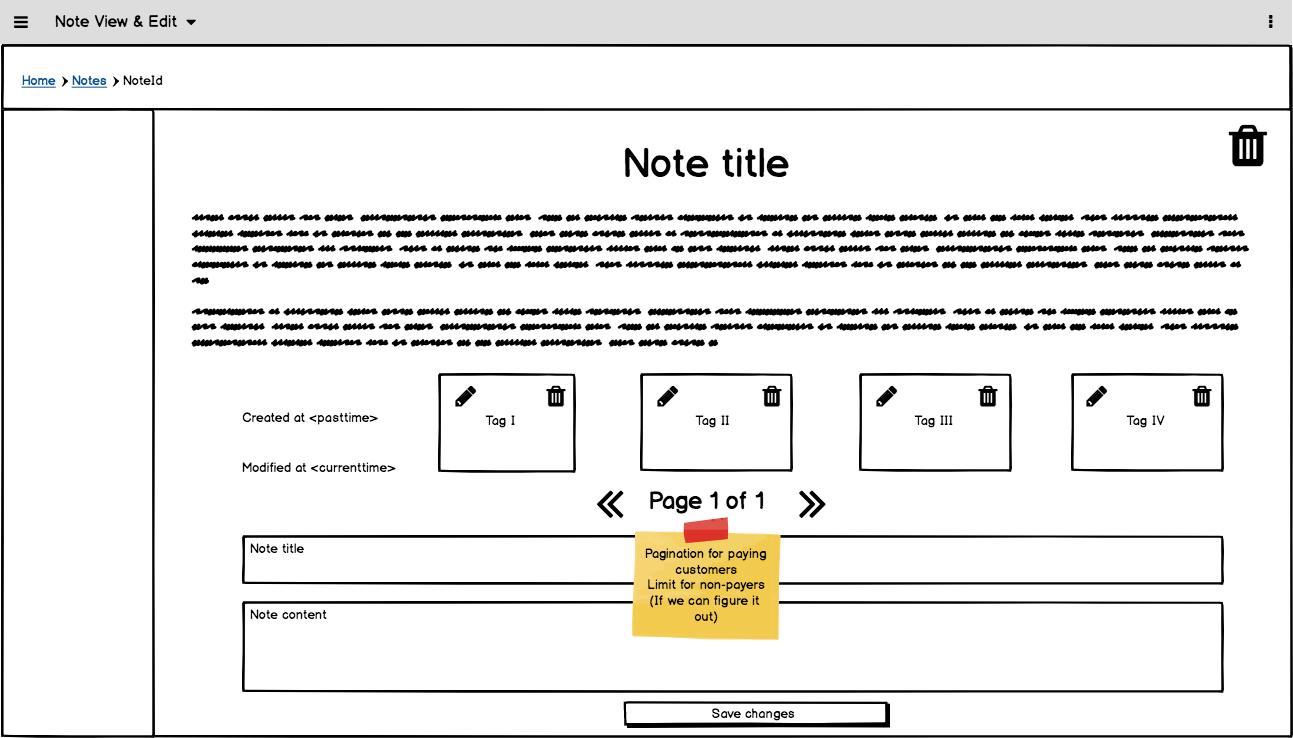 Note View & Edit
Home Notes NoteId
Note title
Created at <pasttime>
Modified at <currenttime>
Tag I
Tag II
Tag III
Tag IV
Page 1 of 1
Note title
Pagination for paying
customers
Limit for non-payers
(If we can figure it
out)
Note content
Save changes